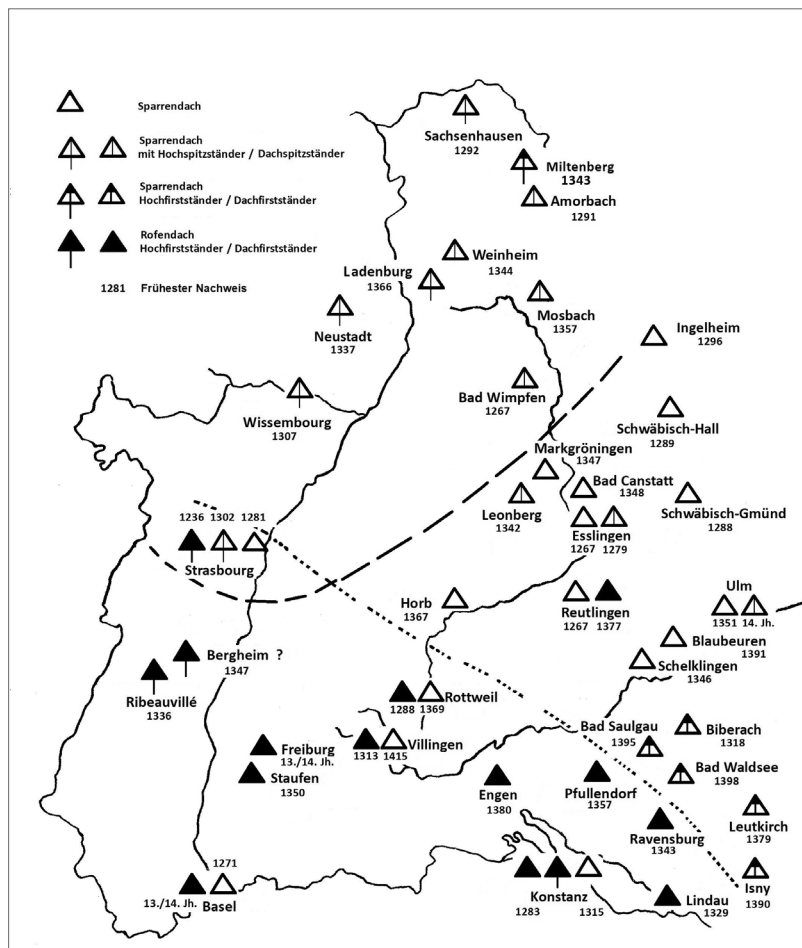 Sparrendach
Sparrendach
mit Hochspitzständer / Dachspitzständer
Sparrendach
Hochfirstständer / Dachfirstständer
Rofendach
Hochfirstständer / Dachfirstständer
1281 Frühester Nachweis
Sachsenhausen
1292
Miltenberg
1343
Amorbach
1291
Weinheim
1344
Ladenburg
1366
Mosbach
1357
Neustadt
1337
Ingelheim
1296
Wissembourg
1307
Bad Wimpfen
1267
Schwäbisch-Hall
1289
Markgröningen
1347
Bad Canstatt
1348
Leonberg
1342
Schwäbisch-Gmünd
1288
Esslingen
1267 1279
1236 1302 1281
Strasbourg
Horb
1367
Reutlingen
1267 1377
Ulm
1351 14. Jh.
Blaubeuren
1391
Schelklingen
1346
Bergheim ?
1347
Ribeauvillé
1336
Rottweil
1288 1369
Villingen
1313 1415
Freiburg
13./14. Jh.
Staufen
1350
Bad Saulgau
1395
Biberach
1318
Bad Waldsee
1398
Engen
1380
Pfullendorf
1357
Ravensburg
1343
Leutkirch
1379
Isny
1390
1271
13./14. Jh. Basel
Konstanz
1283 1315
Lindau
1329